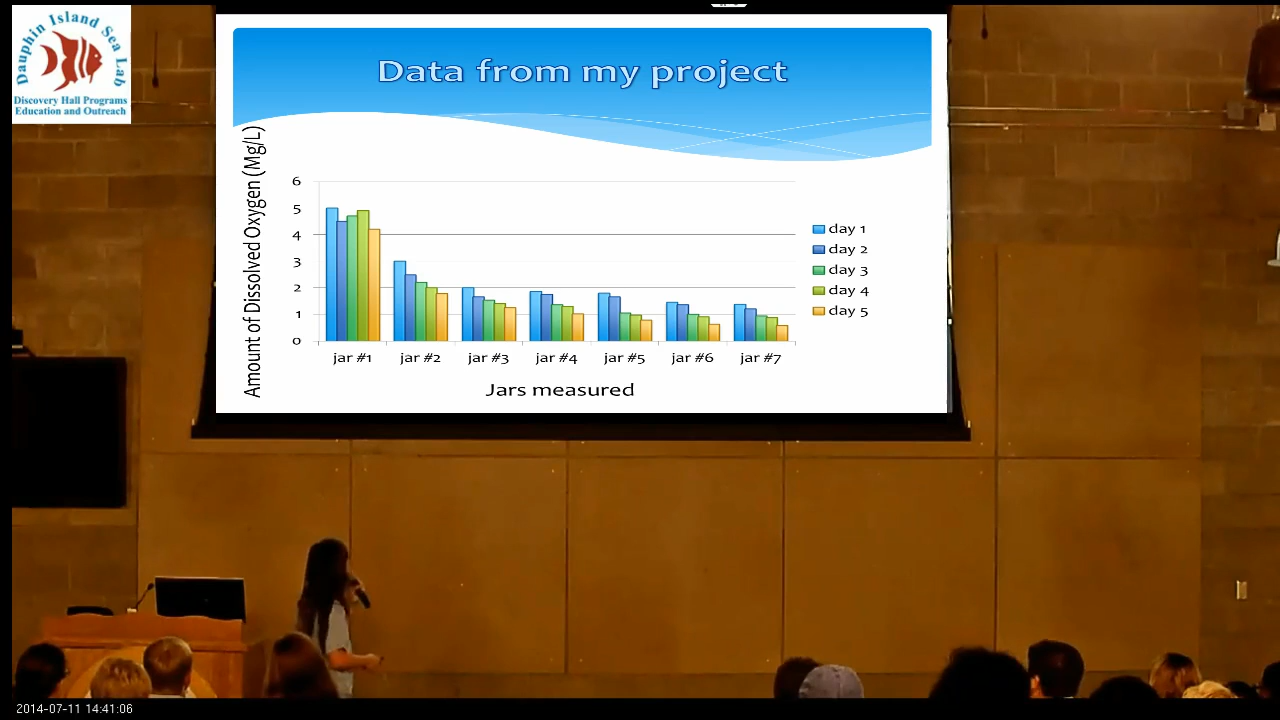 Dauphin Island Sea Lab
Discovery Hall Programs
Education and Outreach
Data from my project
Amount of Dissolved Oxygen (Mg/L)
6
5
4
3
2
1
0
jar #1 jar #2 jar #3 jar #4 jar #5 jar #6 jar #7
Jars measured
day 1
day 2
day 3
day 4
day 5
2014-07-11 14:41:06